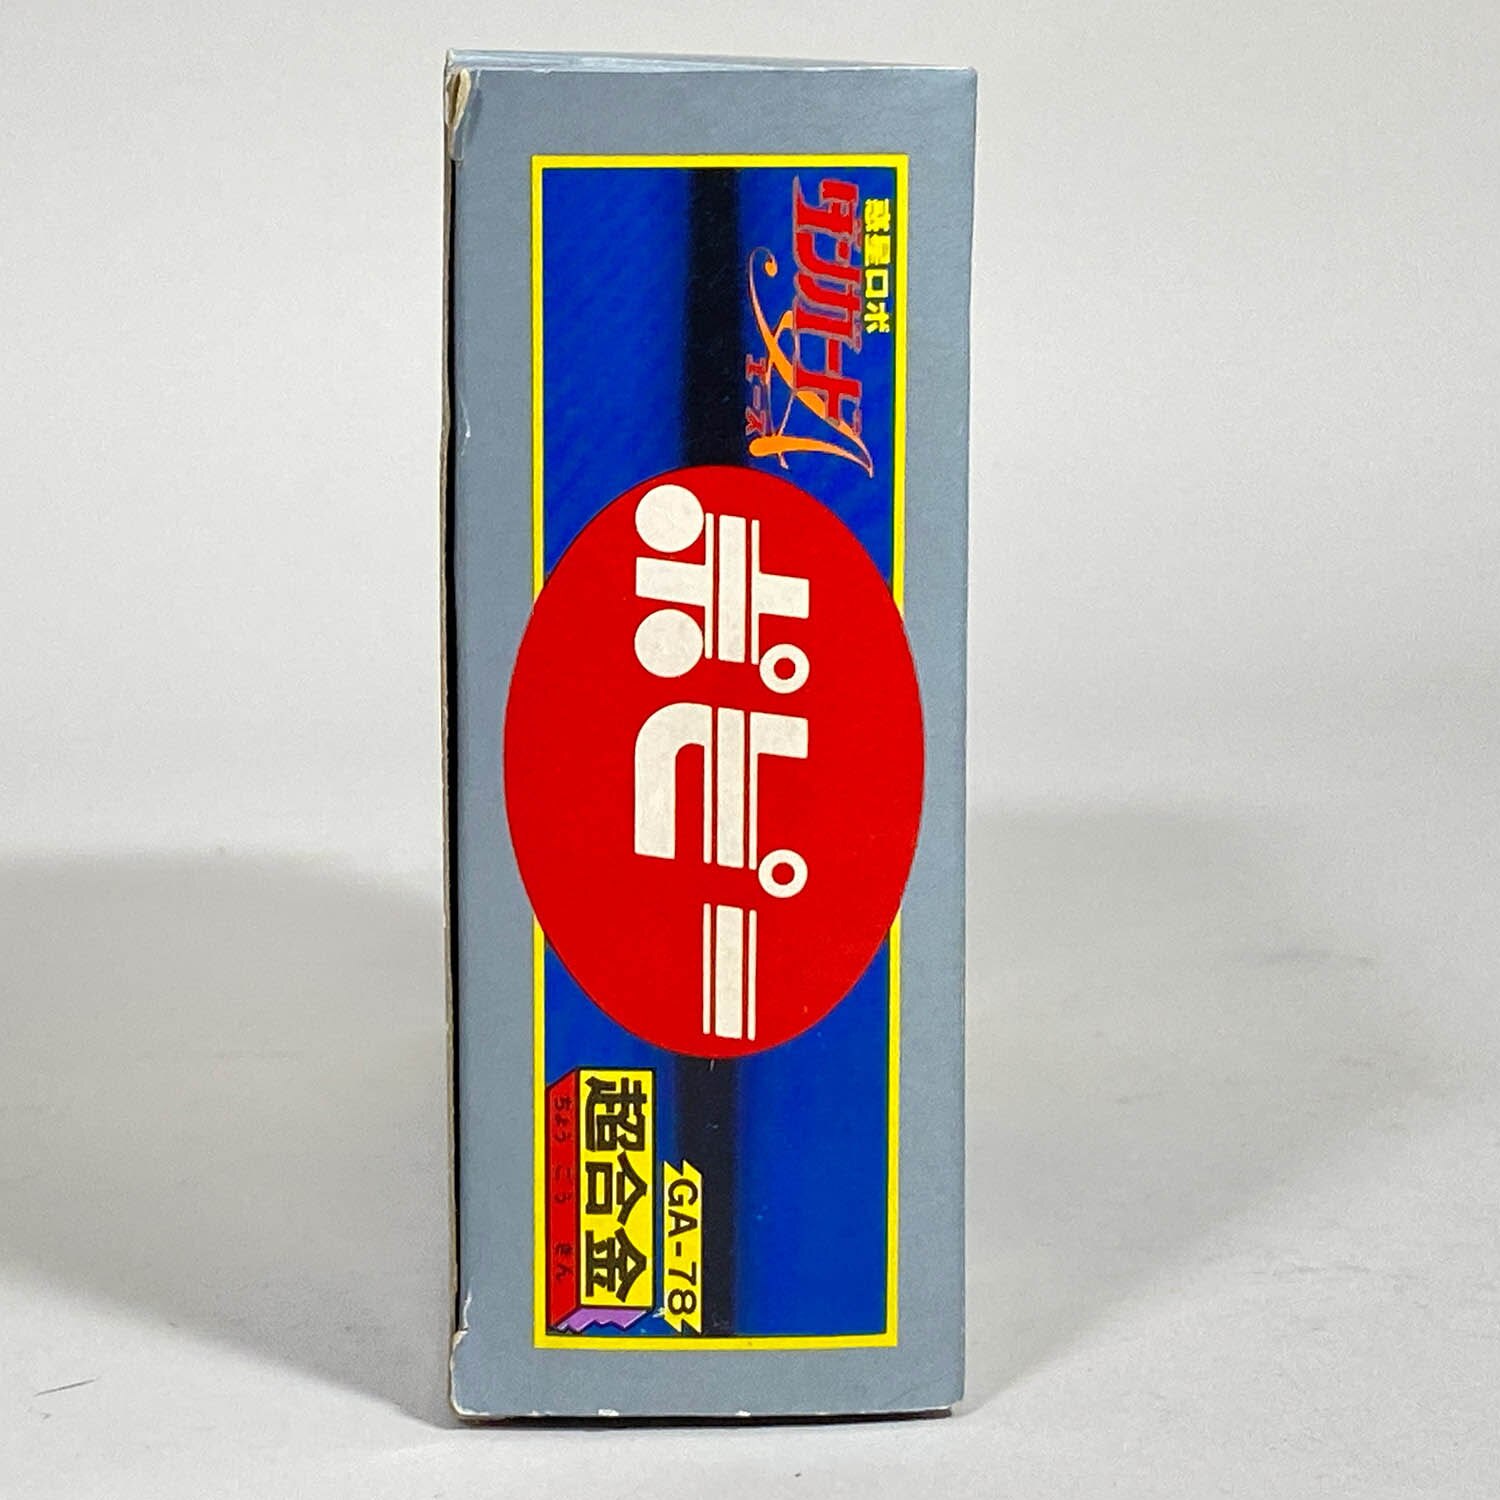 惑星ロボ
ダンガードA
エース
ポピー
GA-78
超合金
ちょうごうきん